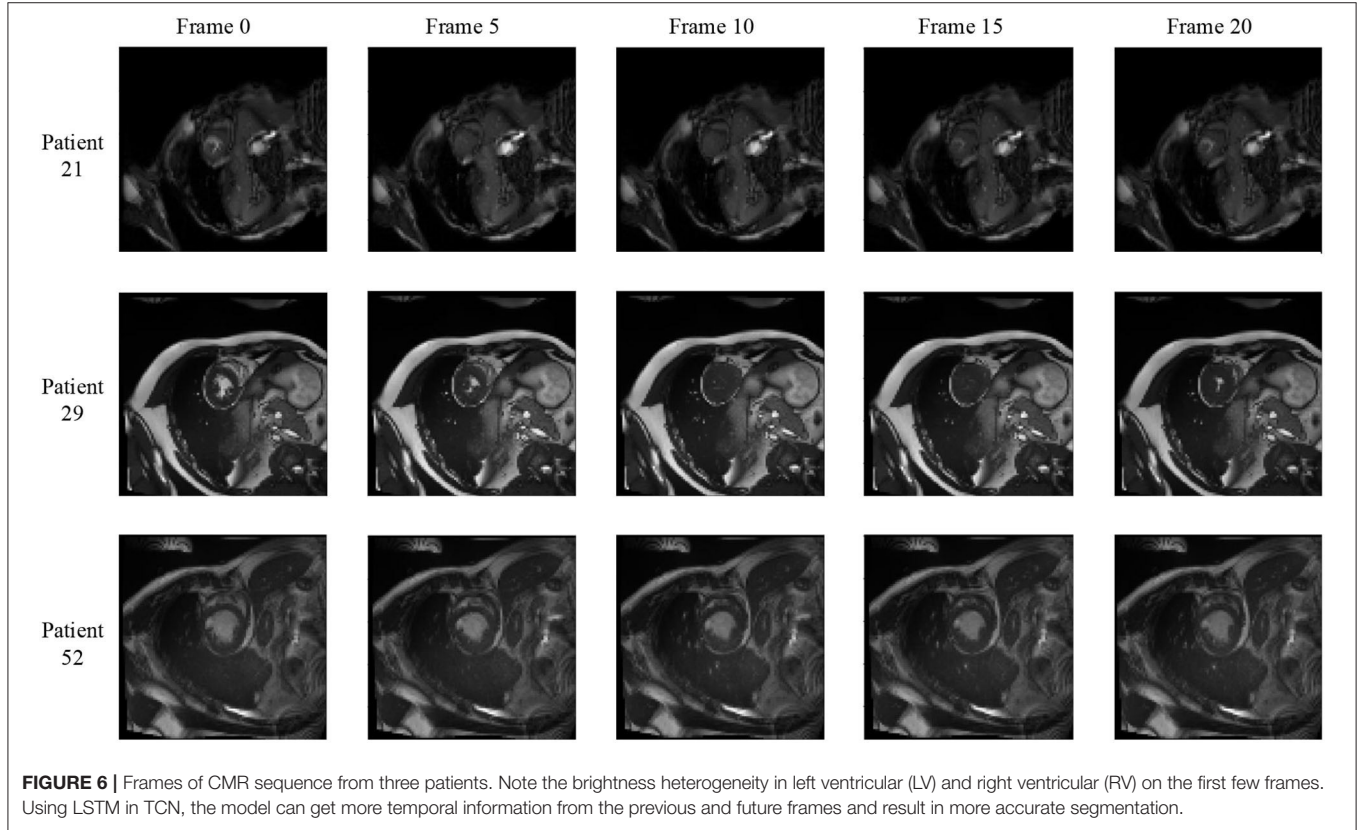 Frame 0 Frame 5 Frame 10 Frame 15 Frame 20
Patient
21
Patient
29
Patient
52
FIGURE 6 | Frames of CMR sequence from three patients. Note the brightness heterogeneity in left ventricular (LV) and right ventricular (RV) on the first few frames.
Using LSTM in TCN, the model can get more temporal information from the previous and future frames and result in more accurate segmentation.